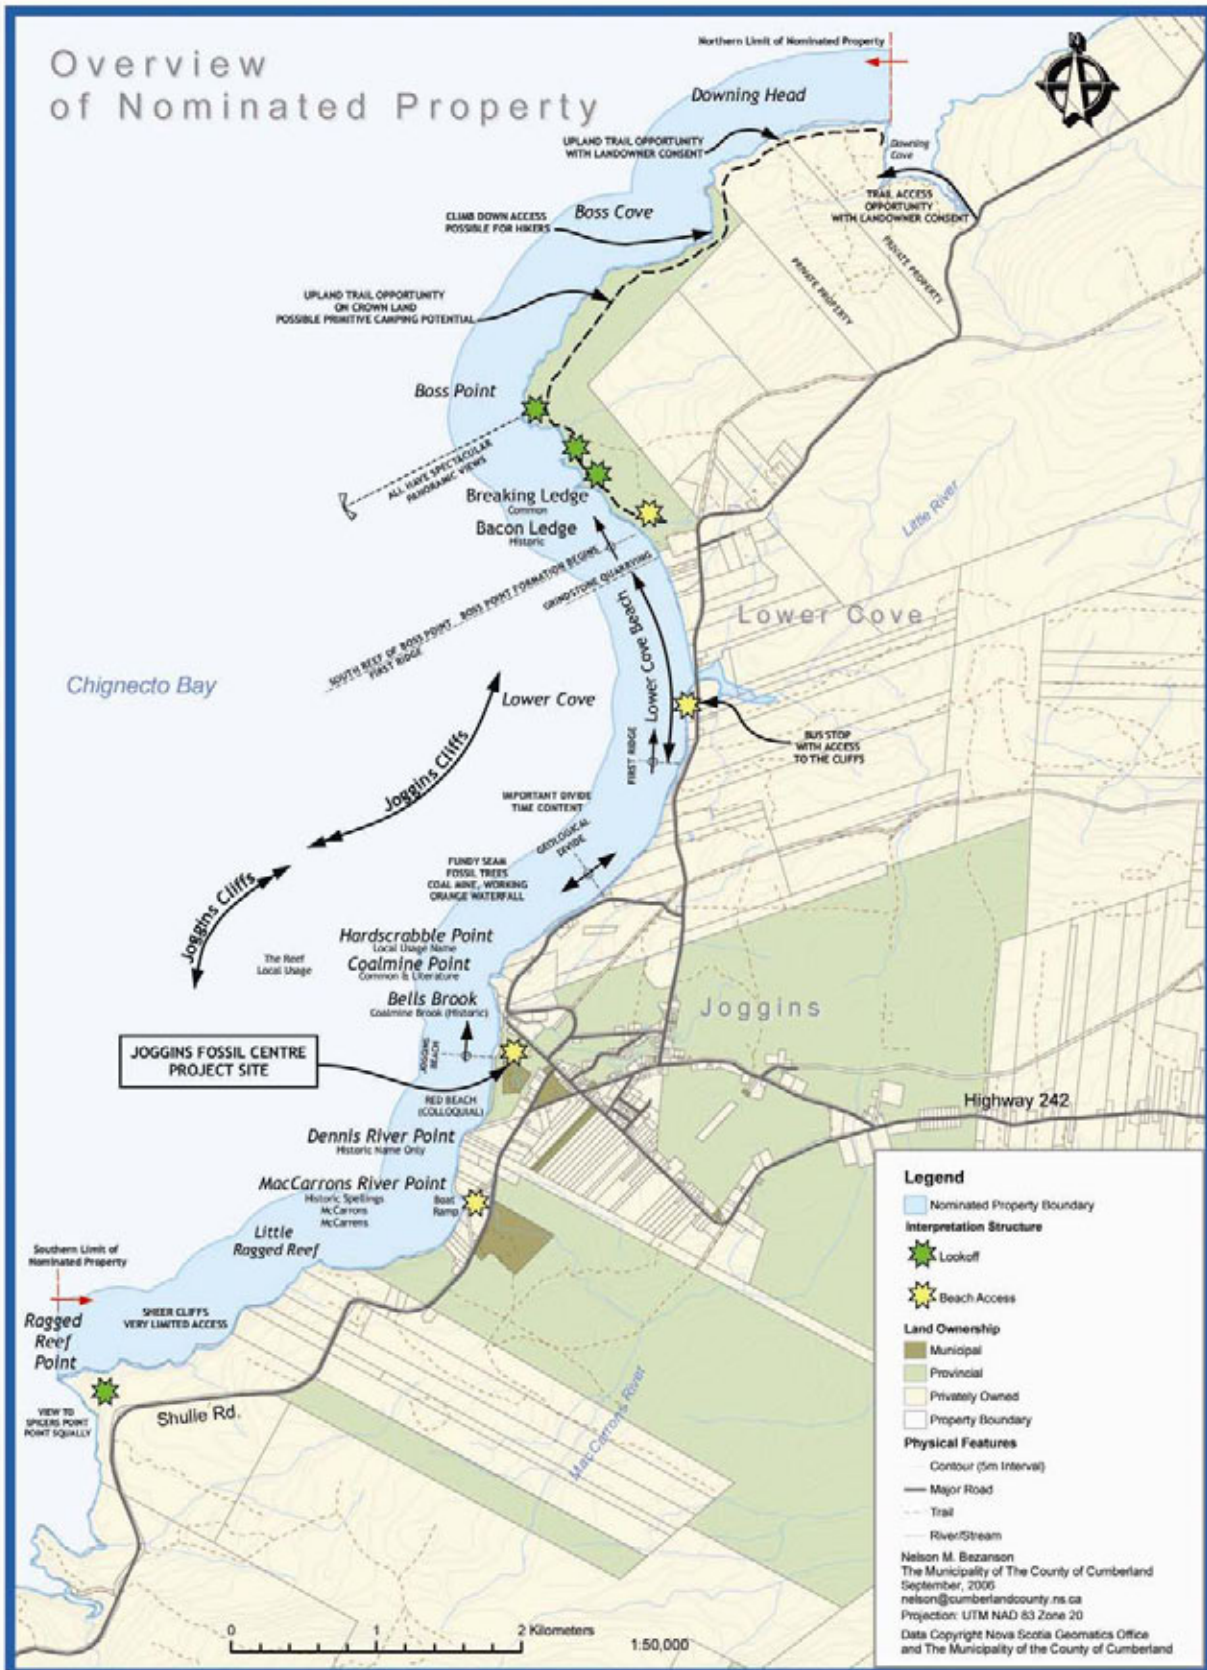 Overview
of Nominated Property
Northern Limit of Nominated Property
N
Downing Head
UPLAND TRAIL OPPORTUNITY
WITH LANDOWNER CONSENT
Downing
Cove
TRAIL ACCESS
OPPORTUNITY
WITH LANDOWNER CONSENT
Boss Cove
CLIMB DOWN ACCESS
POSSIBLE FOR HIKERS
PRIVATE PROPERTY
PRIVATE PROPERTY
UPLAND TRAIL OPPORTUNITY
ON CROWN LAND
POSSIBLE PRIMITIVE CAMPING POTENTIAL
Boss Point
ALL HAVE SPECTACULAR
PANORAMIC VIEWS
Breaking Ledge
Common
Bacon Ledge
Historic
Little River
SOUTH REEF OF BOSS POINT
FIRST RIDGE
BOSS POINT FORMATION BEGINS
GRINDSTONE QUARRYING
Lower Cove Beach
Lower Cove
Chignecto Bay
Lower Cove
FIRST RIDGE
BUS STOP
WITH ACCESS
TO THE CLIFFS
Joggins Cliffs
IMPORTANT DIVIDE
TIME CONTENT
GEOLOGICAL
DIVIDE
FUNDY SEAM
FOSSIL TREES
COAL MINE, WORKING
ORANGE WATERFALL
Joggins Cliffs
Hardscrabble Point
Local Usage Name
The Reef
Local Usage
Coalmine Point
Common & Literature
Bells Brook
Coalmine Brook (Historic)
Joggins
JOGGINS FOSSIL CENTRE
PROJECT SITE
JOGGINS
BEACH
RED BEACH
(COLLOQUIAL)
Highway 242
Dennis River Point
Historic Name Only
MacCarrons River Point
Historic Spellings
McCarrons
McCarrens
Boat
Ramp
Little
Ragged Reef
Southern Limit of
Nominated Property
SHEER CLIFFS
VERY LIMITED ACCESS
Ragged
Reef
Point
VIEW TO
SPICERS POINT
POINT SQUALLY
Shulie Rd.
MacCarrons River
0 1 2 Kilometers
1:50,000
Legend
Nominated Property Boundary
Interpretation Structure
Lookoff
Beach Access
Land Ownership
Municipal
Provincial
Privately Owned
Property Boundary
Physical Features
Contour (5m Interval)
Major Road
Trail
River/Stream
Nelson M. Bezanson
The Municipality of The County of Cumberland
September, 2006
nelson@cumberlandcounty.ns.ca
Projection: UTM NAD 83 Zone 20
Data Copyright Nova Scotia Geomatics Office
and The Municipality of the County of Cumberland